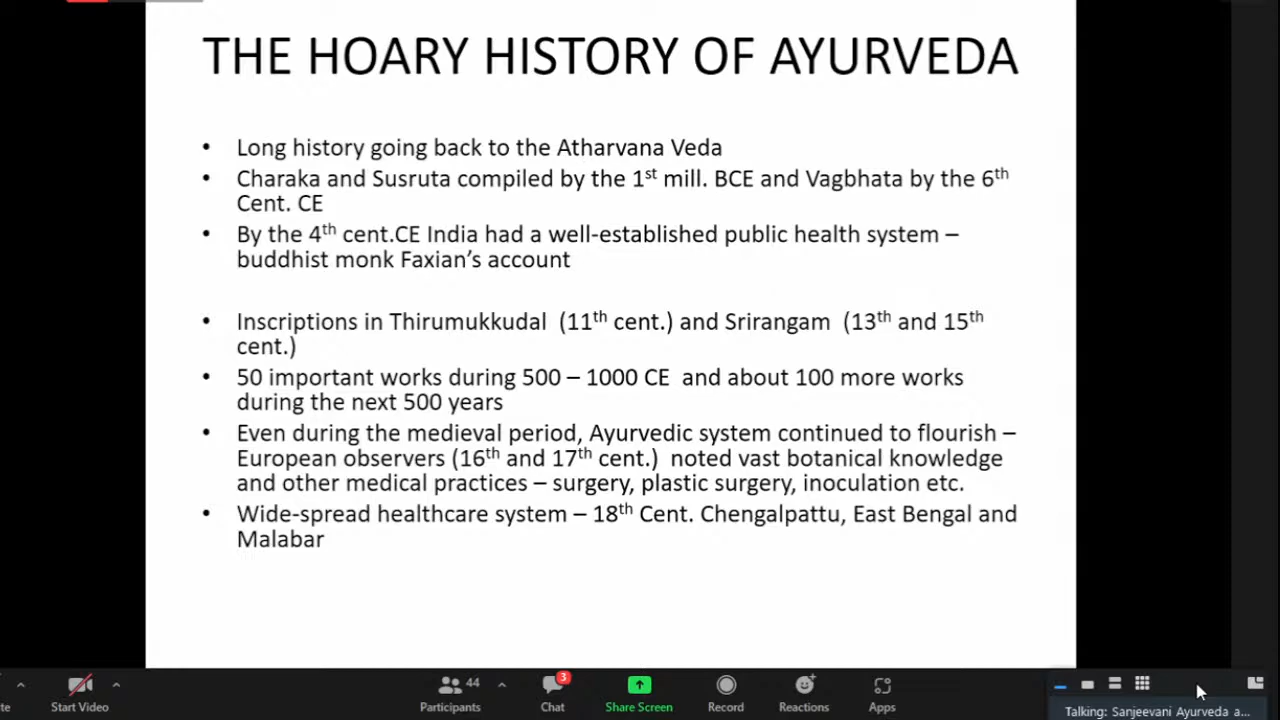 THE HOARY HISTORY OF AYURVEDA
• Long history going back to the Atharvana Veda
• Charaka and Susruta compiled by the 1st mill. BCE and Vagbhata by the 6th
Cent. CE
• By the 4th cent.CE India had a well-established public health system –
buddhist monk Faxian's account
• Inscriptions in Thirumukkudal (11th cent.) and Srirangam (13th and 15th
cent.)
• 50 important works during 500 – 1000 CE and about 100 more works
during the next 500 years
• Even during the medieval period, Ayurvedic system continued to flourish –
European observers (16th and 17th cent.) noted vast botanical knowledge
and other medical practices – surgery, plastic surgery, inoculation etc.
• Wide-spread healthcare system – 18th Cent. Chengalpattu, East Bengal and
Malabar
44 3
te Start Video Participants Chat Share Screen Record Reactions Apps
Talking: Sanjeevani Ayurveda a...